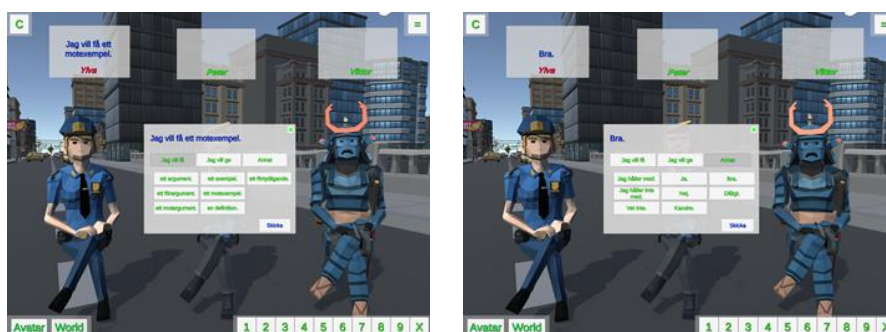 C
=
Jag vill få ett
motexempel.
Ylva
Peter
Viktor
Jag vill få ett motexempel.
Jag vill få
Jag vill ge
Annat
ett argument.
ett exempel.
ett förtydligande.
ett förargument.
ett motexempel.
ett motargument.
en definition.
Skicka
Avatar
World
1 2 3 4 5 6 7 8 9 X
C
=
Bra.
Ylva
Peter
Viktor
Bra.
Jag vill få
Jag vill ge
Annat
Jag håller med.
Ja.
Bra.
Jag håller inte
med.
Nej.
Dåligt.
Vet inte.
Kanske.
Skicka
Avatar
World
1 2 3 4 5 6 7 8 9 X